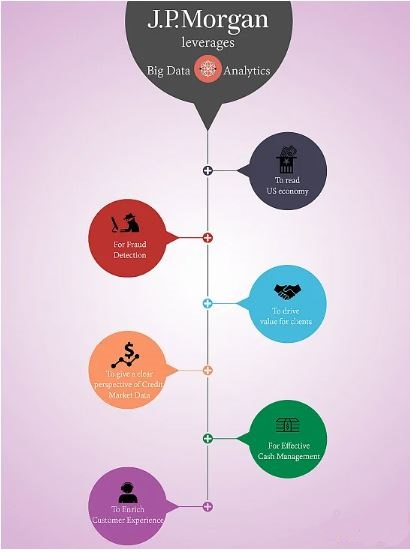 J.P.Morgan
leverages
Big Data Analytics
To read
US economy
For Fraud
Detection
To drive
value for clients
To give a clear
perspective of Credit
Market Data
For Effective
Cash Management
To Enrich
Customer Experience